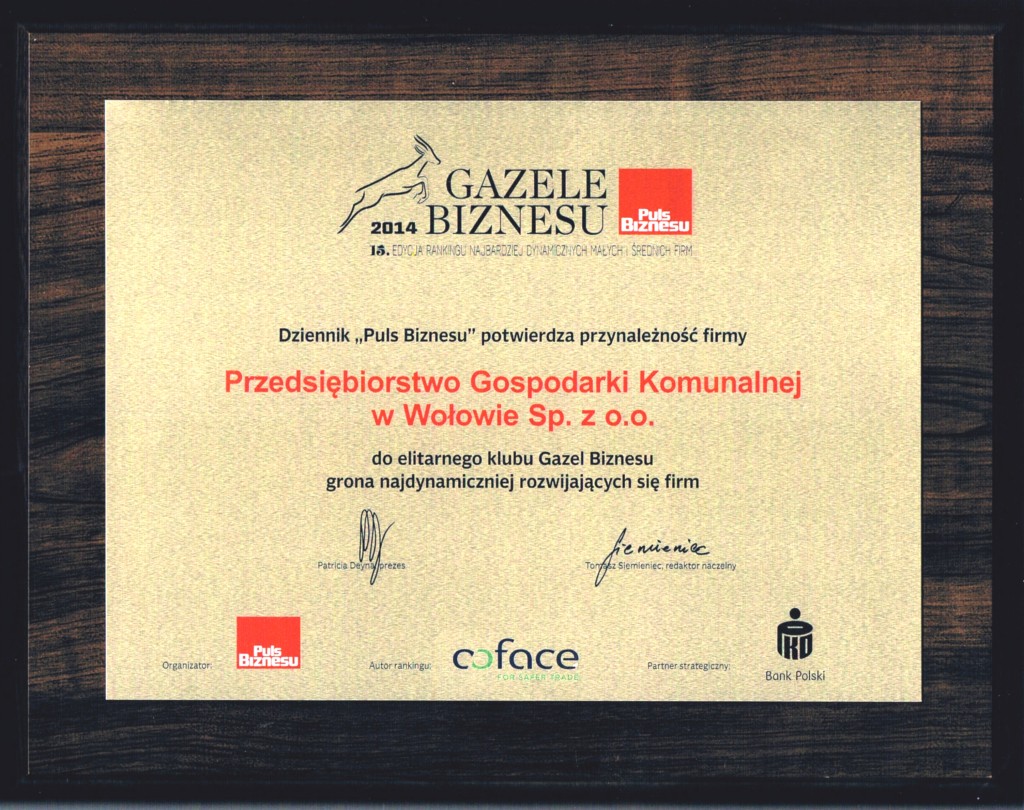 GAZELE
2014 BIZNESU
Puls
Biznesu
15. EDYCJA RANKINGU NAJBARDZIEJ DYNAMICZNYCH MAŁYCH I ŚREDNICH FIRM
Dziennik „Puls Biznesu” potwierdza przynależność firmy
Przedsiębiorstwo Gospodarki Komunalnej
w Wołowie Sp. z o.o.
do elitarnego klubu Gazel Biznesu
grona najdynamiczniej rozwijających się firm
Siemieniec
Patricia Deyna, prezes
Tomasz Siemieniec, redaktor naczelny
Organizator:
Puls
Biznesu
Autor rankingu:
coface
FOR SAFER TRADE
Partner strategiczny:
PKO
Bank Polski